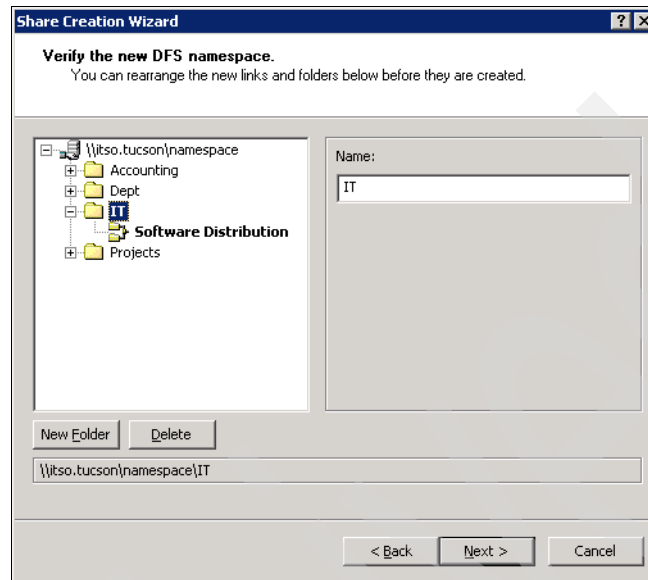 Share Creation Wizard
Verify the new DFS namespace.
You can rearrange the new links and folders below before they are created.
\\itso.tucson\namespace
Accounting
Dept
IT
Software Distribution
Projects
Name:
IT
New Folder
Delete
\\itso.tucson\namespace\IT
< Back
Next >
Cancel